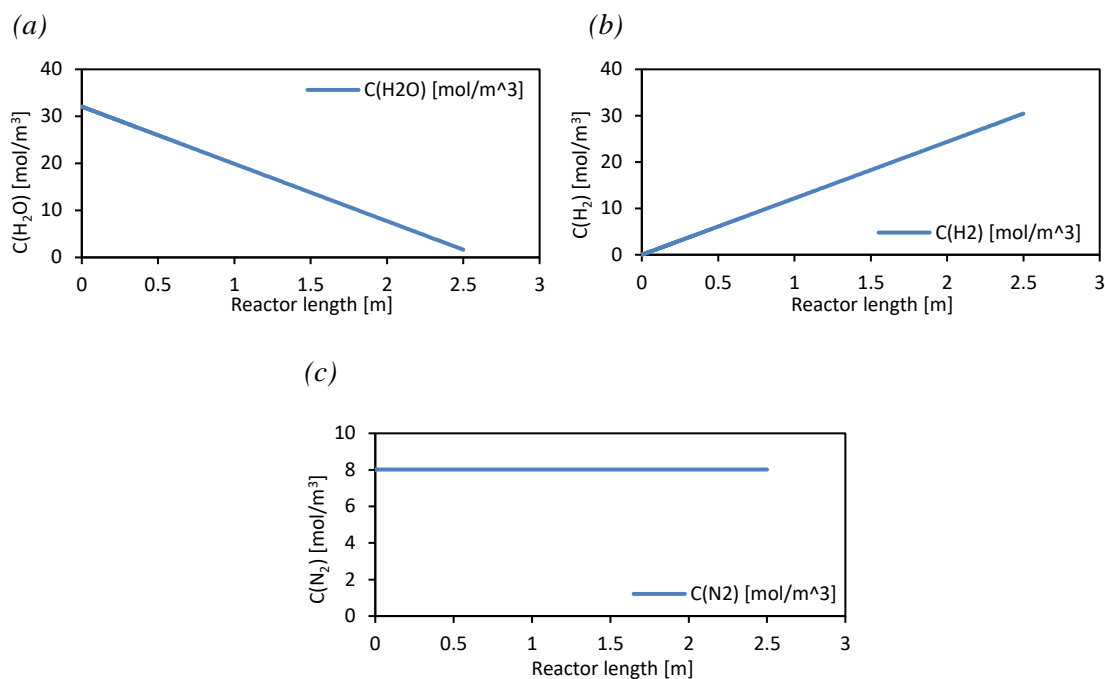 (a)
(b)
40
30
20
10
0
C(H₂O) [mol/m³]
C(H2O) [mol/m^3]
0 0.5 1 1.5 2 2.5 3
Reactor length [m]
40
30
20
10
0
C(H₂) [mol/m³]
C(H2) [mol/m^3]
0 0.5 1 1.5 2 2.5 3
Reactor length [m]
(c)
10
8
6
4
2
0
C(N₂) [mol/m³]
C(N2) [mol/m^3]
0 0.5 1 1.5 2 2.5 3
Reactor length [m]